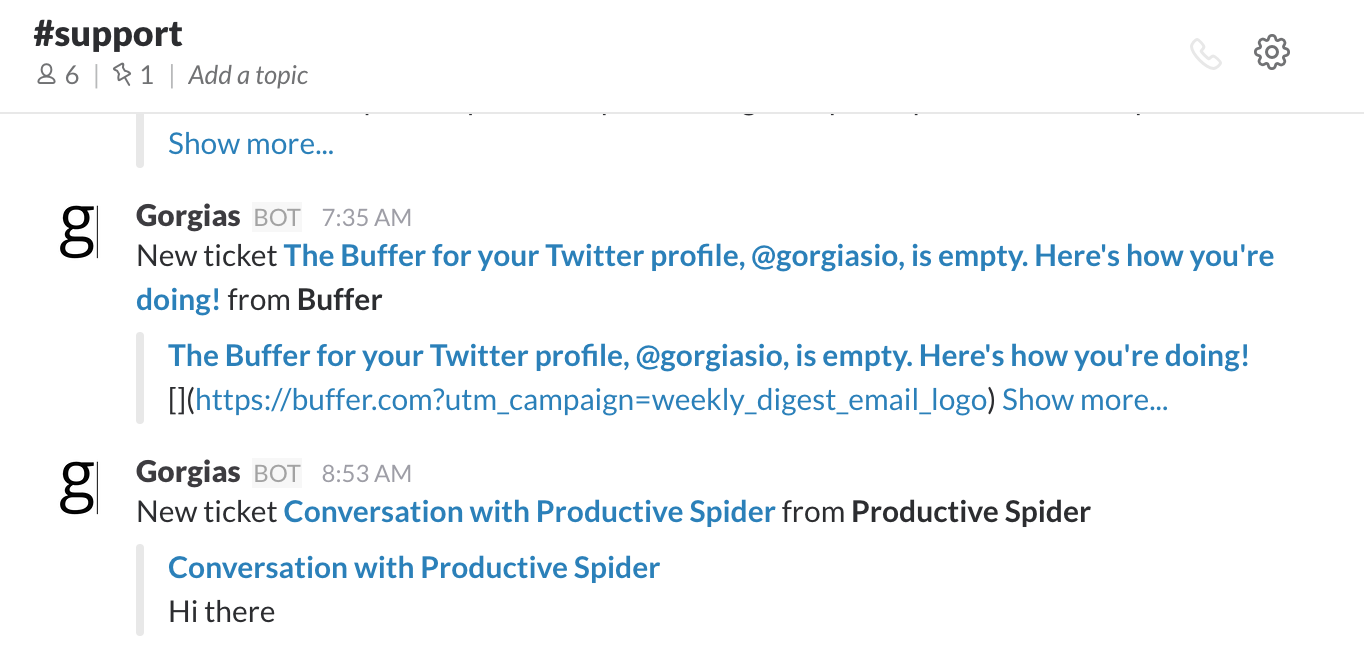 #support
6 | 1 | Add a topic
Show more...
g
Gorgias BOT 7:35 AM
New ticket The Buffer for your Twitter profile, @gorgiasio, is empty. Here's how you're
doing! from Buffer
The Buffer for your Twitter profile, @gorgiasio, is empty. Here's how you're doing!
[](https://buffer.com?utm_campaign=weekly_digest_email_logo) Show more...
g
Gorgias BOT 8:53 AM
New ticket Conversation with Productive Spider from Productive Spider
Conversation with Productive Spider
Hi there